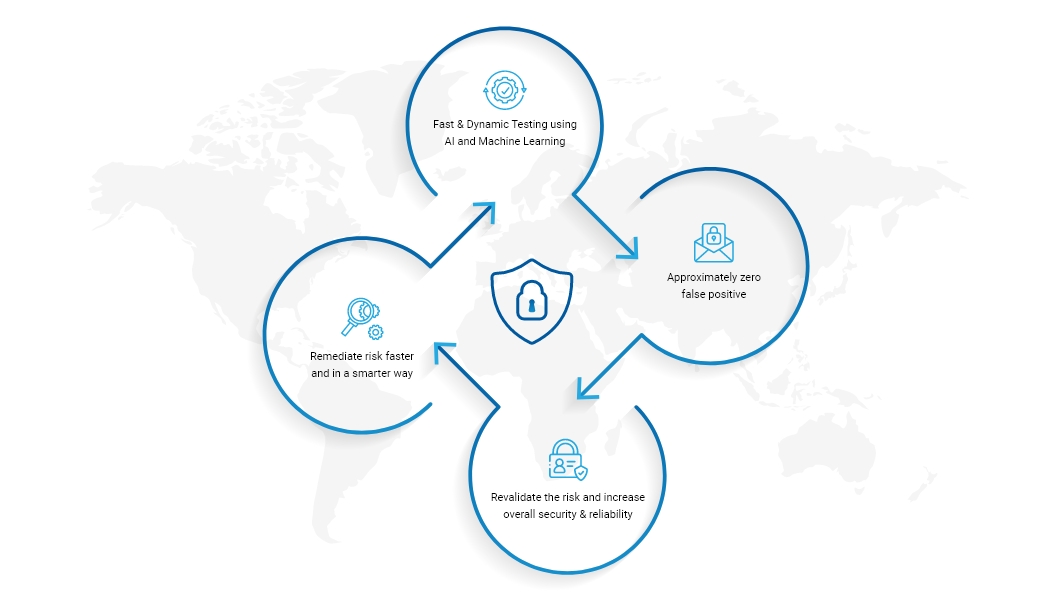 Fast & Dynamic Testing using
AI and Machine Learning
Approximately zero
false positive
Remediate risk faster
and in a smarter way
Revalidate the risk and increase
overall security & reliability